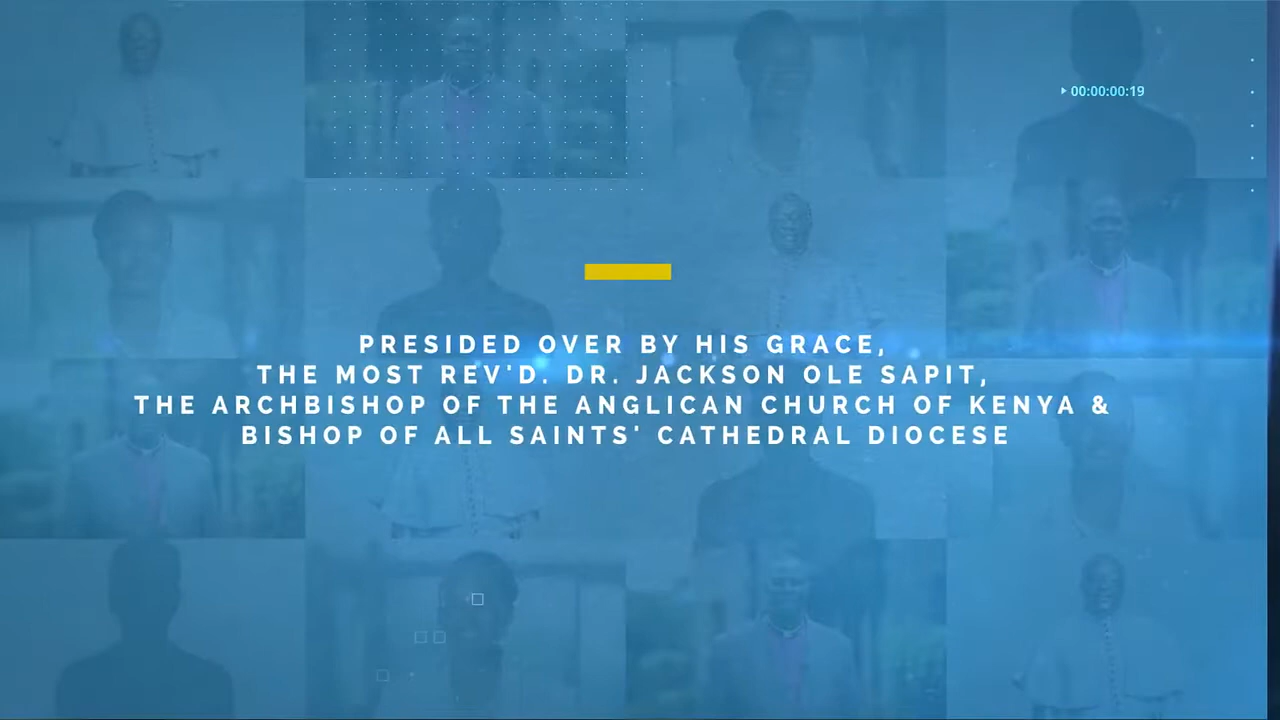 00:00:00:19
PRESIDED OVER BY HIS GRACE,
THE MOST REV'D. DR. JACKSON OLE SAPIT,
THE ARCHBISHOP OF THE ANGLICAN CHURCH OF KENYA &
BISHOP OF ALL SAINTS' CATHEDRAL DIOCESE